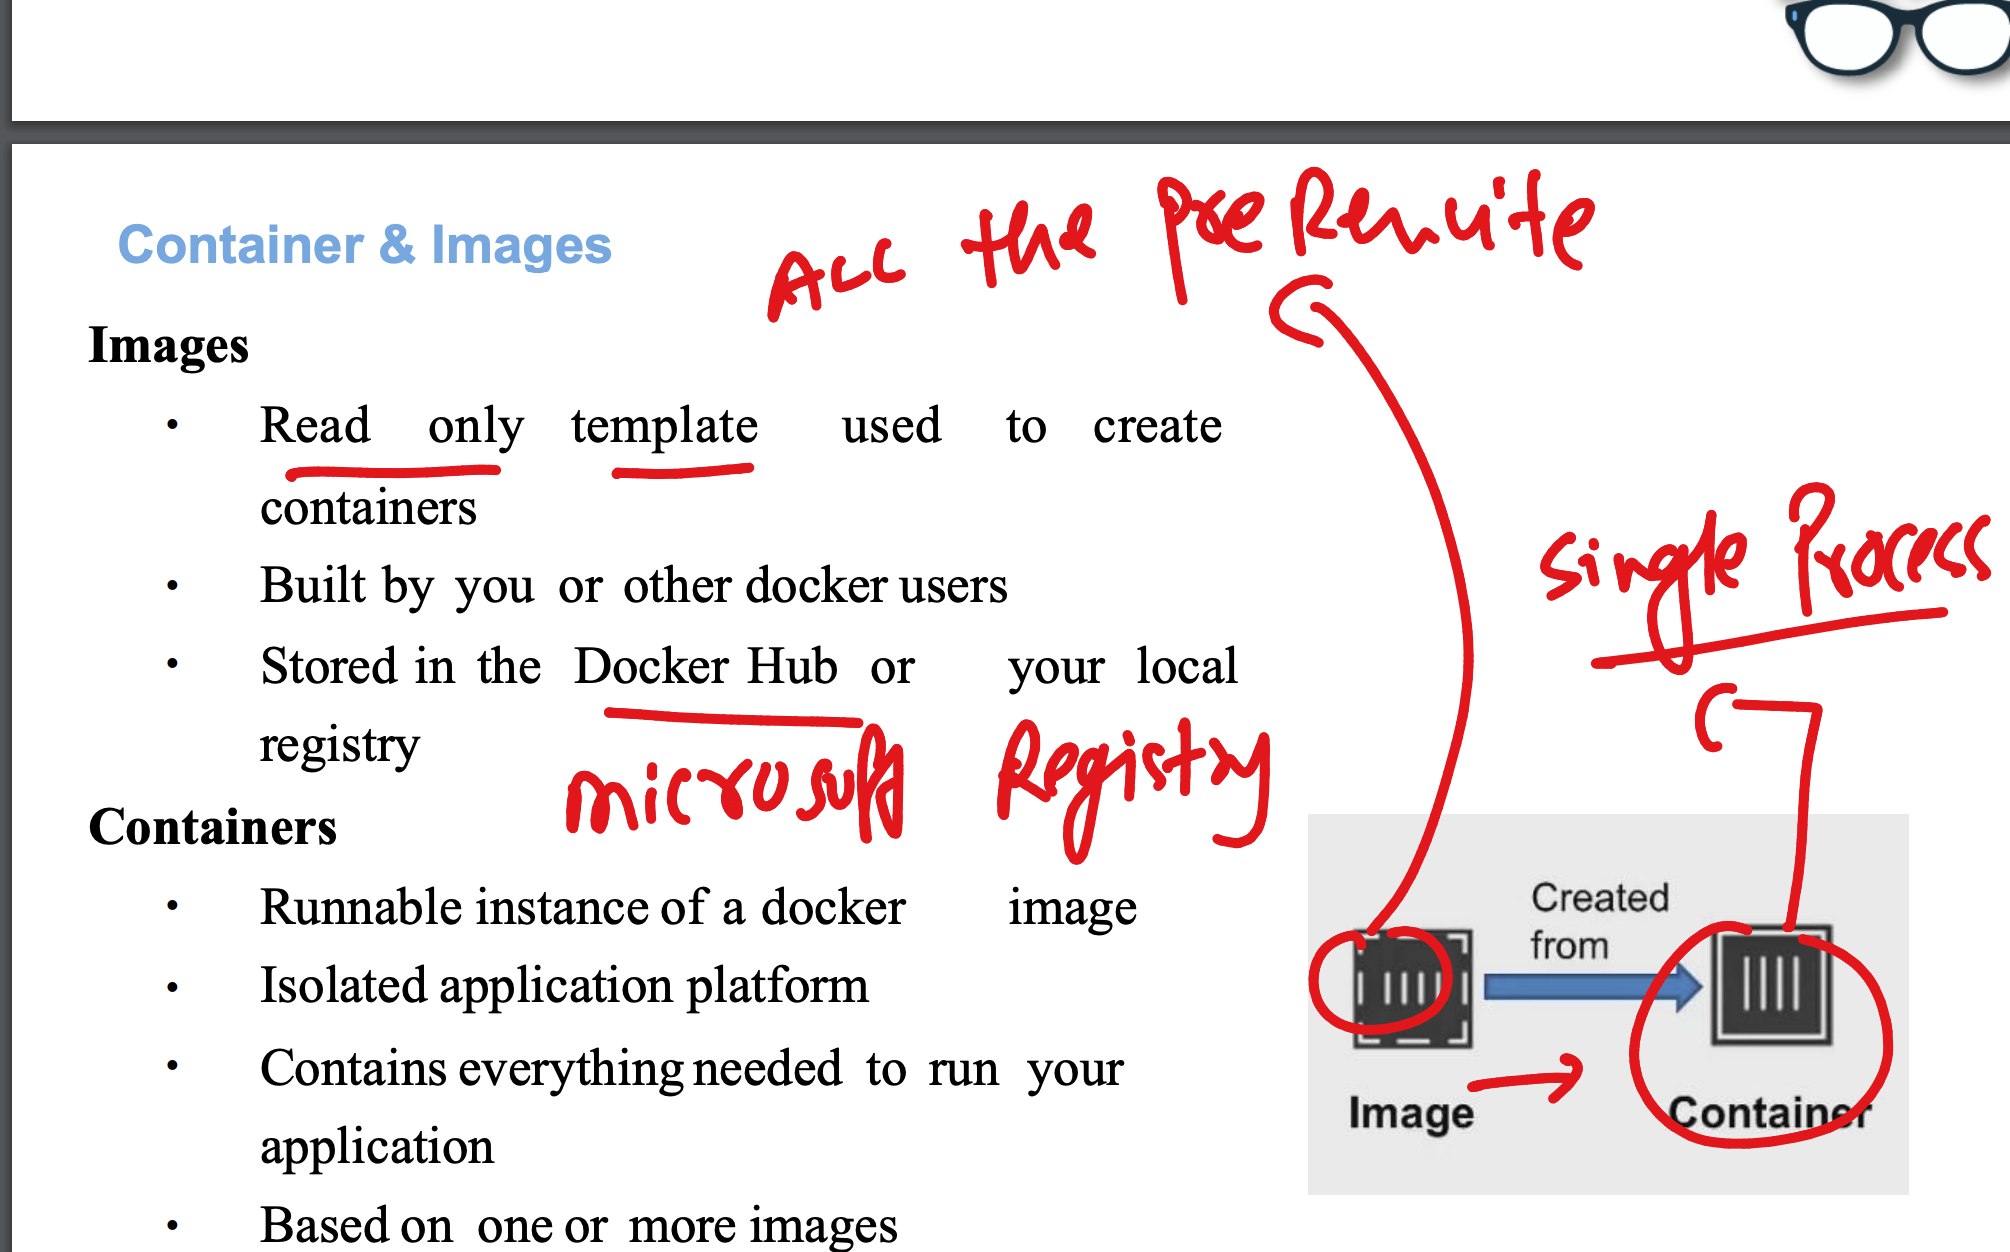 Container & Images
All the preRequite
Images
• Read only template used to create
containers
• Built by you or other docker users
• Stored in the Docker Hub or your local
registry
microsoft Registry
Single Process
Containers
• Runnable instance of a docker image
• Isolated application platform
• Contains everything needed to run your
application
• Based on one or more images
Created
from
Image
Container